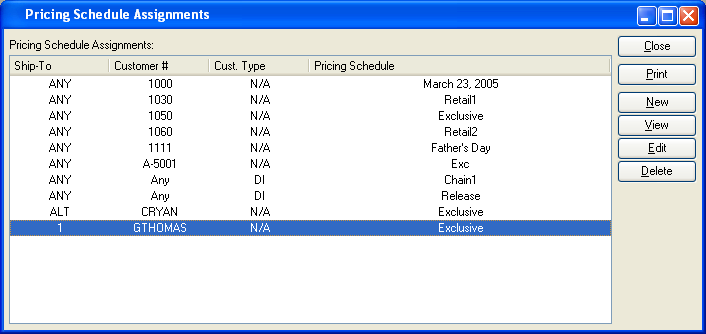 Pricing Schedule Assignments
Pricing Schedule Assignments:
Close
Ship-To Customer # Cust. Type Pricing Schedule
Print
ANY 1000 N/A March 23, 2005
ANY 1030 N/A Retail1
New
ANY 1050 N/A Exclusive
View
ANY 1060 N/A Retail2
ANY 1111 N/A Father's Day
Edit
ANY A-5001 N/A Exc
Delete
ANY Any DI Chain1
ANY Any DI Release
ALT CRYAN N/A Exclusive
1 GTHOMAS N/A Exclusive